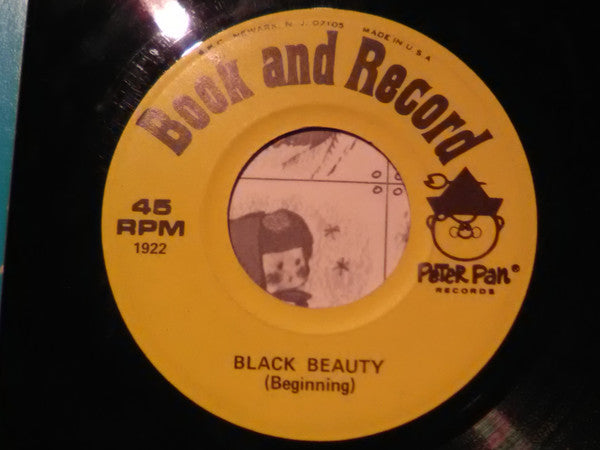 NEWARK, N. J. 07105
MADE IN U.S.A
Book and Record
45
RPM
1922
PETER PAN®
RECORDS
BLACK BEAUTY
(Beginning)